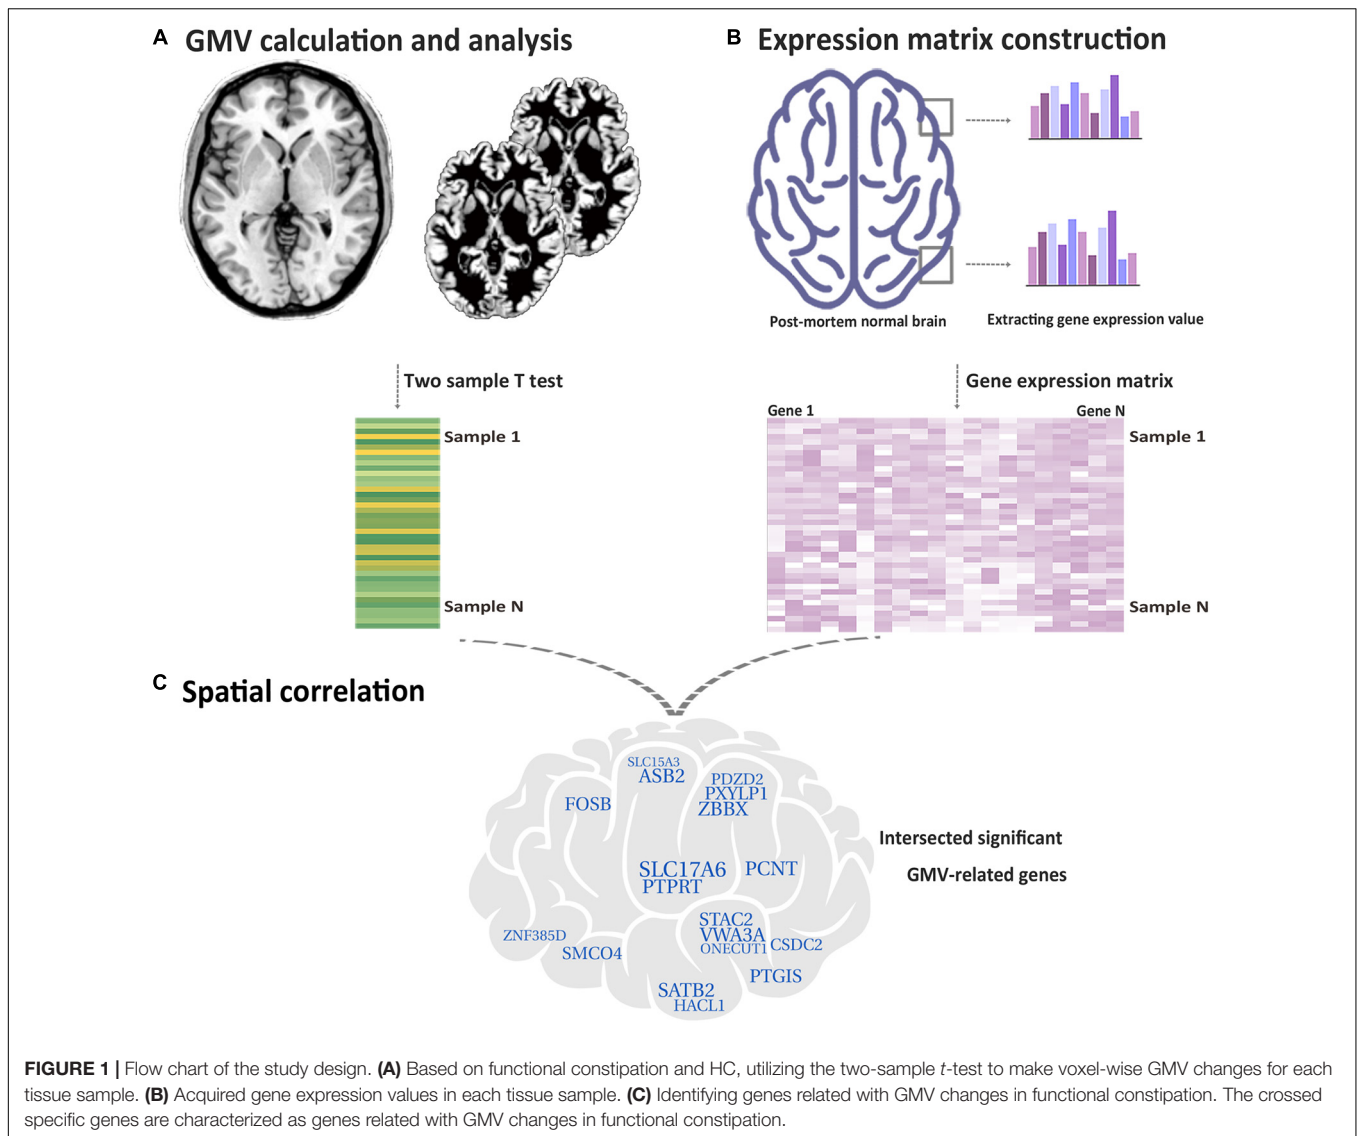 A GMV calculation and analysis
B Expression matrix construction
Post-mortem normal brain
Extracting gene expression value
Two sample T test
Gene expression matrix
Sample 1
Sample N
Gene 1
Gene N
Sample 1
Sample N
C Spatial correlation
SLC15A3
ASB2
PDZD2
PXYLP1
ZBBX
FOSB
SLC17A6
PTPRT
PCNT
STAC2
VWA3A
ONECUT1
CSDC2
ZNF385D
SMCO4
PTGIS
SATB2
HACL1
Intersected significant
GMV-related genes
FIGURE 1 | Flow chart of the study design. (A) Based on functional constipation and HC, utilizing the two-sample t-test to make voxel-wise GMV changes for each
tissue sample. (B) Acquired gene expression values in each tissue sample. (C) Identifying genes related with GMV changes in functional constipation. The crossed
specific genes are characterized as genes related with GMV changes in functional constipation.